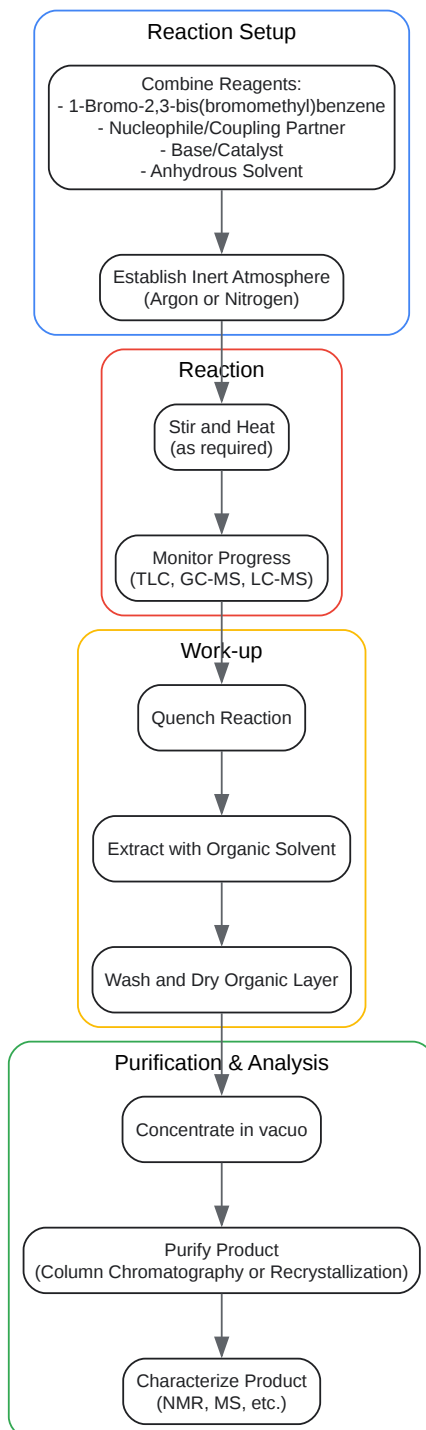 Reaction Setup
Combine Reagents:
- 1-Bromo-2,3-bis(bromomethyl)benzene
- Nucleophile/Coupling Partner
- Base/Catalyst
- Anhydrous Solvent
Establish Inert Atmosphere
(Argon or Nitrogen)
Reaction
Stir and Heat
(as required)
Monitor Progress
(TLC, GC-MS, LC-MS)
Work-up
Quench Reaction
Extract with Organic Solvent
Wash and Dry Organic Layer
Purification & Analysis
Concentrate in vacuo
Purify Product
(Column Chromatography or Recrystallization)
Characterize Product
(NMR, MS, etc.)